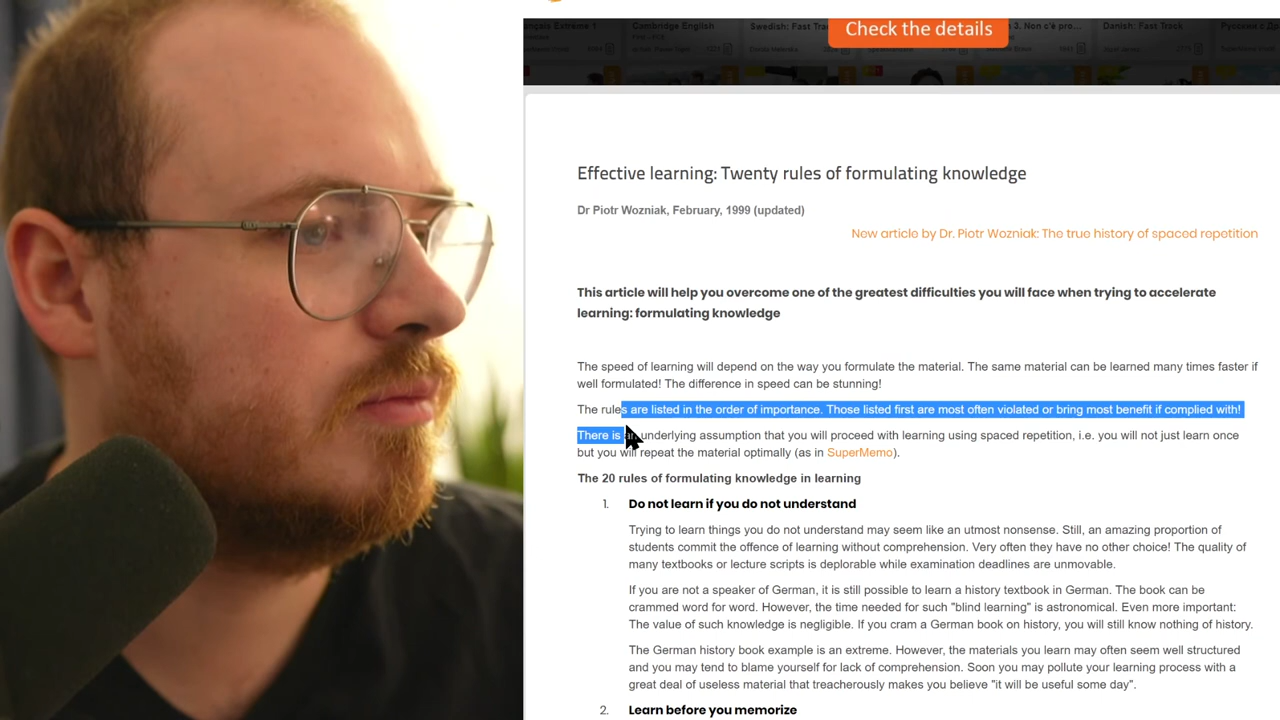 Cambridge English
Swedish: Fast Track
Danish: Fast Track
Check the details
Effective learning: Twenty rules of formulating knowledge
Dr Piotr Wozniak, February, 1999 (updated)
New article by Dr. Piotr Wozniak: The true history of spaced repetition
This article will help you overcome one of the greatest difficulties you will face when trying to accelerate
learning: formulating knowledge
The speed of learning will depend on the way you formulate the material. The same material can be learned many times faster if
well formulated! The difference in speed can be stunning!
The rules are listed in the order of importance. Those listed first are most often violated or bring most benefit if complied with!
There is an underlying assumption that you will proceed with learning using spaced repetition, i.e. you will not just learn once
but you will repeat the material optimally (as in SuperMemo).
The 20 rules of formulating knowledge in learning
1. Do not learn if you do not understand
Trying to learn things you do not understand may seem like an utmost nonsense. Still, an amazing proportion of
students commit the offence of learning without comprehension. Very often they have no other choice! The quality of
many textbooks or lecture scripts is deplorable while examination deadlines are unmovable.
If you are not a speaker of German, it is still possible to learn a history textbook in German. The book can be
crammed word for word. However, the time needed for such "blind learning" is astronomical. Even more important:
The value of such knowledge is negligible. If you cram a German book on history, you will still know nothing of history.
The German history book example is an extreme. However, the materials you learn may often seem well structured
and you may tend to blame yourself for lack of comprehension. Soon you may pollute your learning process with a
great deal of useless material that treacherously makes you believe "it will be useful some day".
2. Learn before you memorize